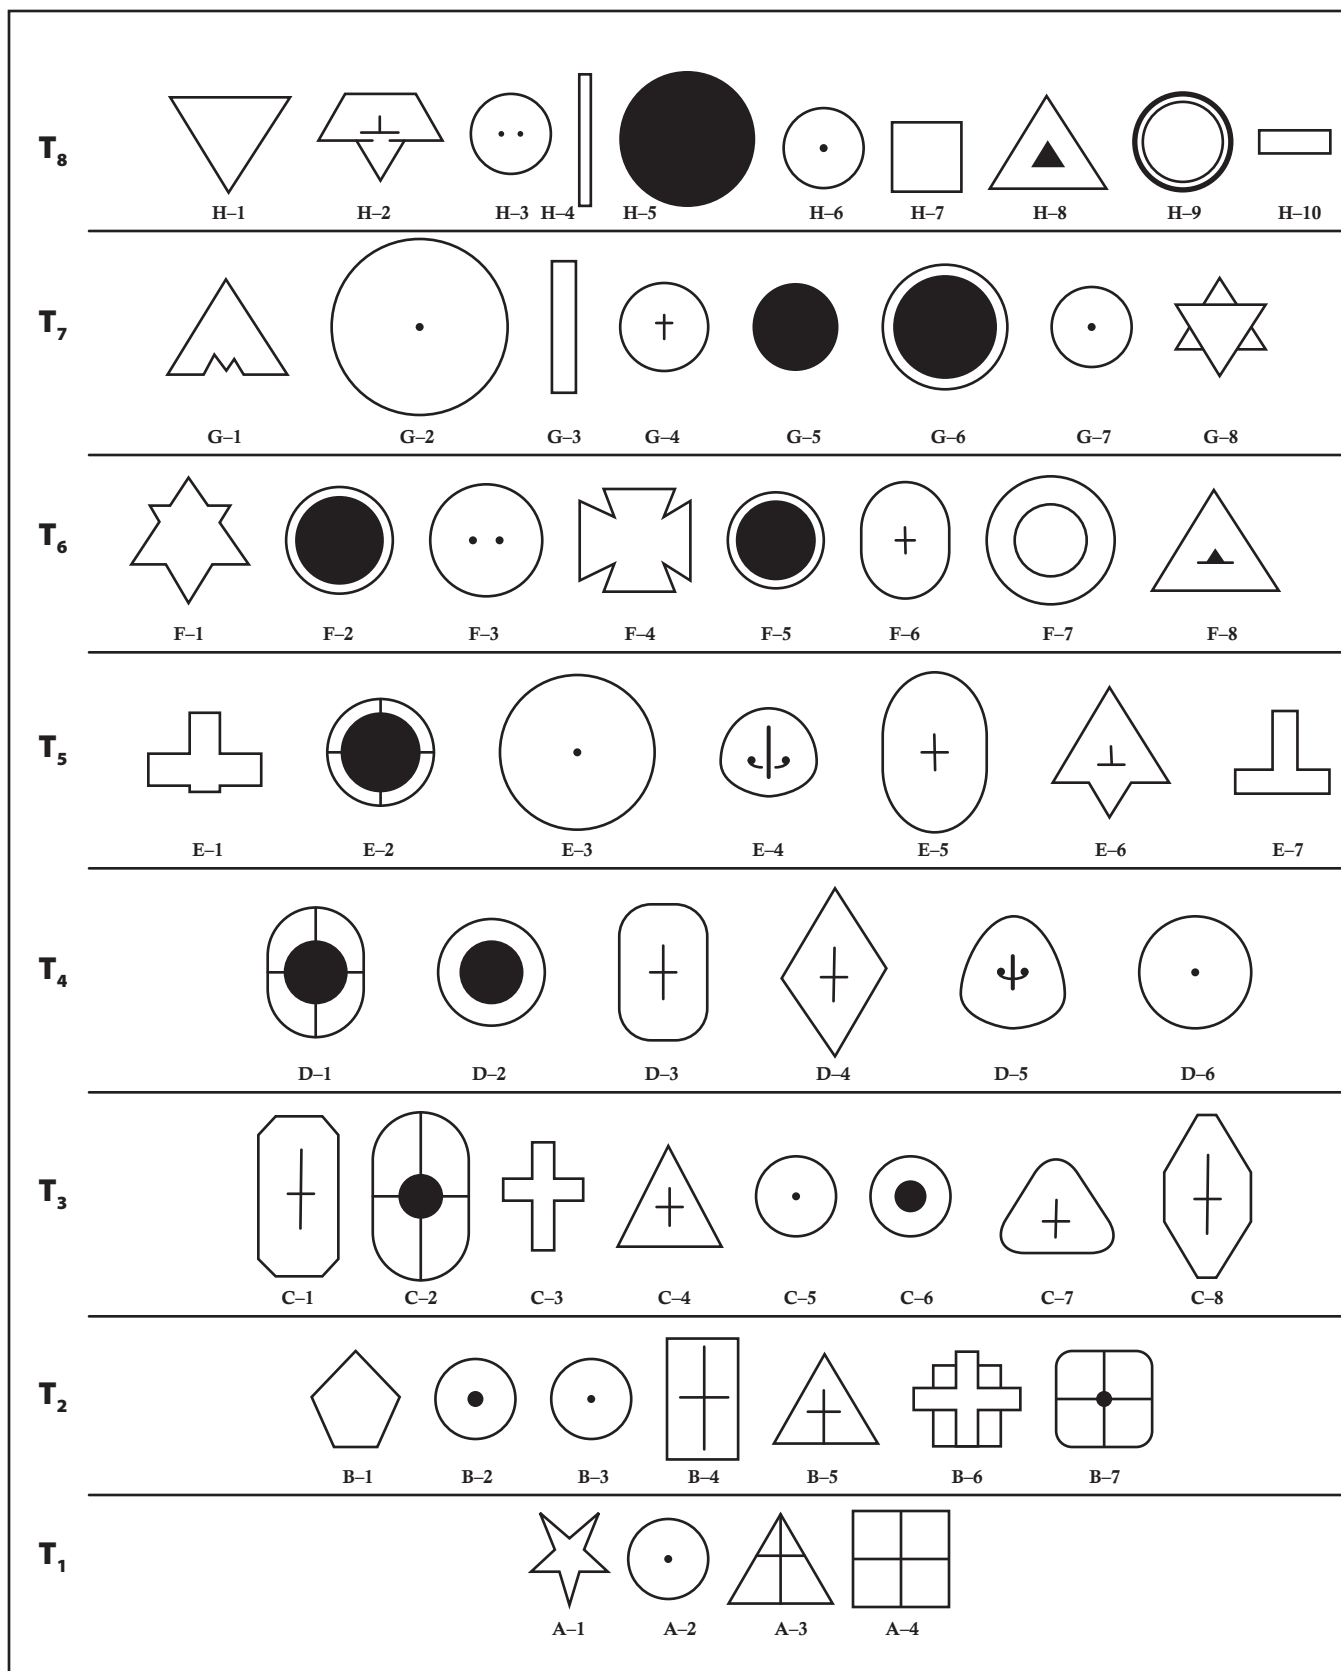 T8
H–1 H–2 H–3 H–4 H–5 H–6 H–7 H–8 H–9 H–10
T7
G–1 G–2 G–3 G–4 G–5 G–6 G–7 G–8
T6
F–1 F–2 F–3 F–4 F–5 F–6 F–7 F–8
T5
E–1 E–2 E–3 E–4 E–5 E–6 E–7
T4
D–1 D–2 D–3 D–4 D–5 D–6
T3
C–1 C–2 C–3 C–4 C–5 C–6 C–7 C–8
T2
B–1 B–2 B–3 B–4 B–5 B–6 B–7
T1
A–1 A–2 A–3 A–4